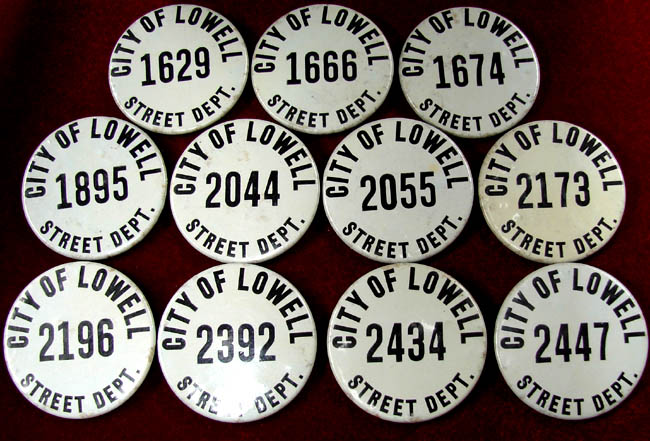 CITY OF LOWELL
1629
STREET DEPT.
CITY OF LOWELL
1666
STREET DEPT.
CITY OF LOWELL
1674
STREET DEPT.
CITY OF LOWELL
1895
STREET DEPT.
CITY OF LOWELL
2044
STREET DEPT.
CITY OF LOWELL
2055
STREET DEPT.
CITY OF LOWELL
2173
STREET DEPT.
CITY OF LOWELL
2196
STREET DEPT.
CITY OF LOWELL
2392
STREET DEPT.
CITY OF LOWELL
2434
STREET DEPT.
CITY OF LOWELL
2447
STREET DEPT.